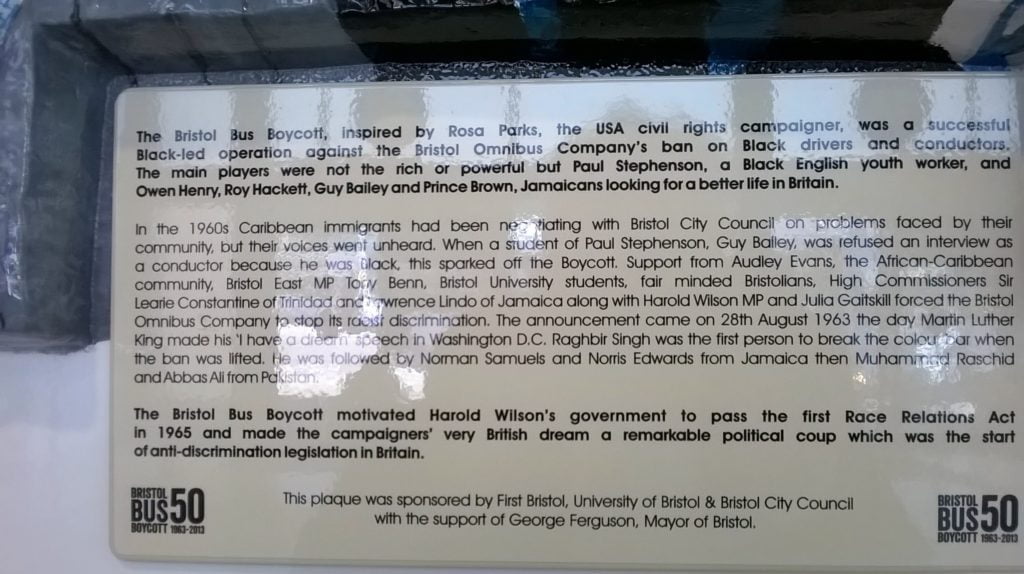 The Bristol Bus Boycott, inspired by Rosa Parks, the USA civil rights campaigner, was a successful
Black-led operation against the Bristol Omnibus Company's ban on Black drivers and conductors.
The main players were not the rich or powerful but Paul Stephenson, a Black English youth worker, and
Owen Henry, Roy Hackett, Guy Bailey and Prince Brown, Jamaicans looking for a better life in Britain.
In the 1960s Caribbean immigrants had been negotiating with Bristol City Council on problems faced by their
community, but their voices went unheard. When a student of Paul Stephenson, Guy Bailey, was refused an interview as
a conductor because he was Black, this sparked off the Boycott. Support from Audley Evans, the African-Caribbean
community, Bristol East MP Tony Benn, Bristol University students, fair minded Bristolians, High Commissioners Sir
Learie Constantine of Trinidad and Lawrence Lindo of Jamaica along with Harold Wilson MP and Julia Gaitskill forced the Bristol
Omnibus Company to stop its racist discrimination. The announcement came on 28th August 1963 the day Martin Luther
King made his 'I have a dream' speech in Washington D.C. Raghbir Singh was the first person to break the colour bar when
the ban was lifted. He was followed by Norman Samuels and Norris Edwards from Jamaica then Muhammad Raschid
and Abbas Ali from Pakistan.
The Bristol Bus Boycott motivated Harold Wilson's government to pass the first Race Relations Act
in 1965 and made the campaigners' very British dream a remarkable political coup which was the start
of anti-discrimination legislation in Britain.
BRISTOL
BUS 50
BOYCOTT 1963-2013
This plaque was sponsored by First Bristol, University of Bristol & Bristol City Council
with the support of George Ferguson, Mayor of Bristol.
BRISTOL
BUS 50
BOYCOTT 1963-2013